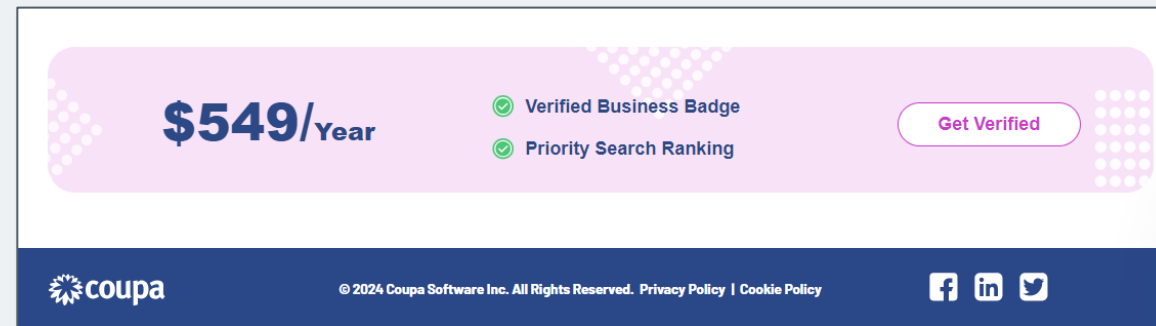 $549/Year
Verified Business Badge
Priority Search Ranking
Get Verified
coupa
© 2024 Coupa Software Inc. All Rights Reserved. Privacy Policy | Cookie Policy